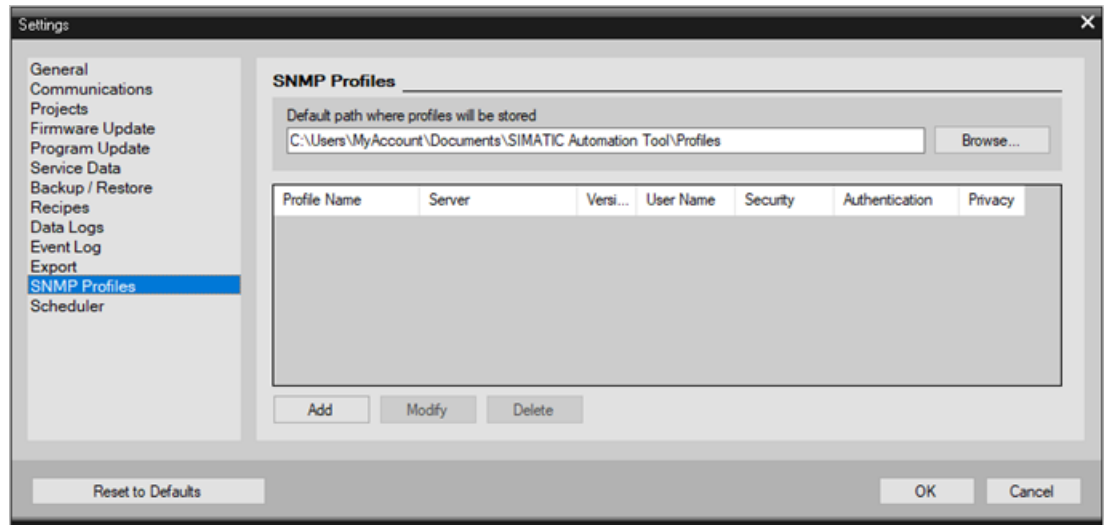 Settings
General
Communications
Projects
Firmware Update
Program Update
Service Data
Backup / Restore
Recipes
Data Logs
Event Log
Export
SNMP Profiles
Scheduler
SNMP Profiles
Default path where profiles will be stored
C:\Users\MyAccount\Documents\SIMATIC Automation Tool\Profiles Browse...
Profile Name Server Versi... User Name Security Authentication Privacy
Add Modify Delete
Reset to Defaults OK Cancel